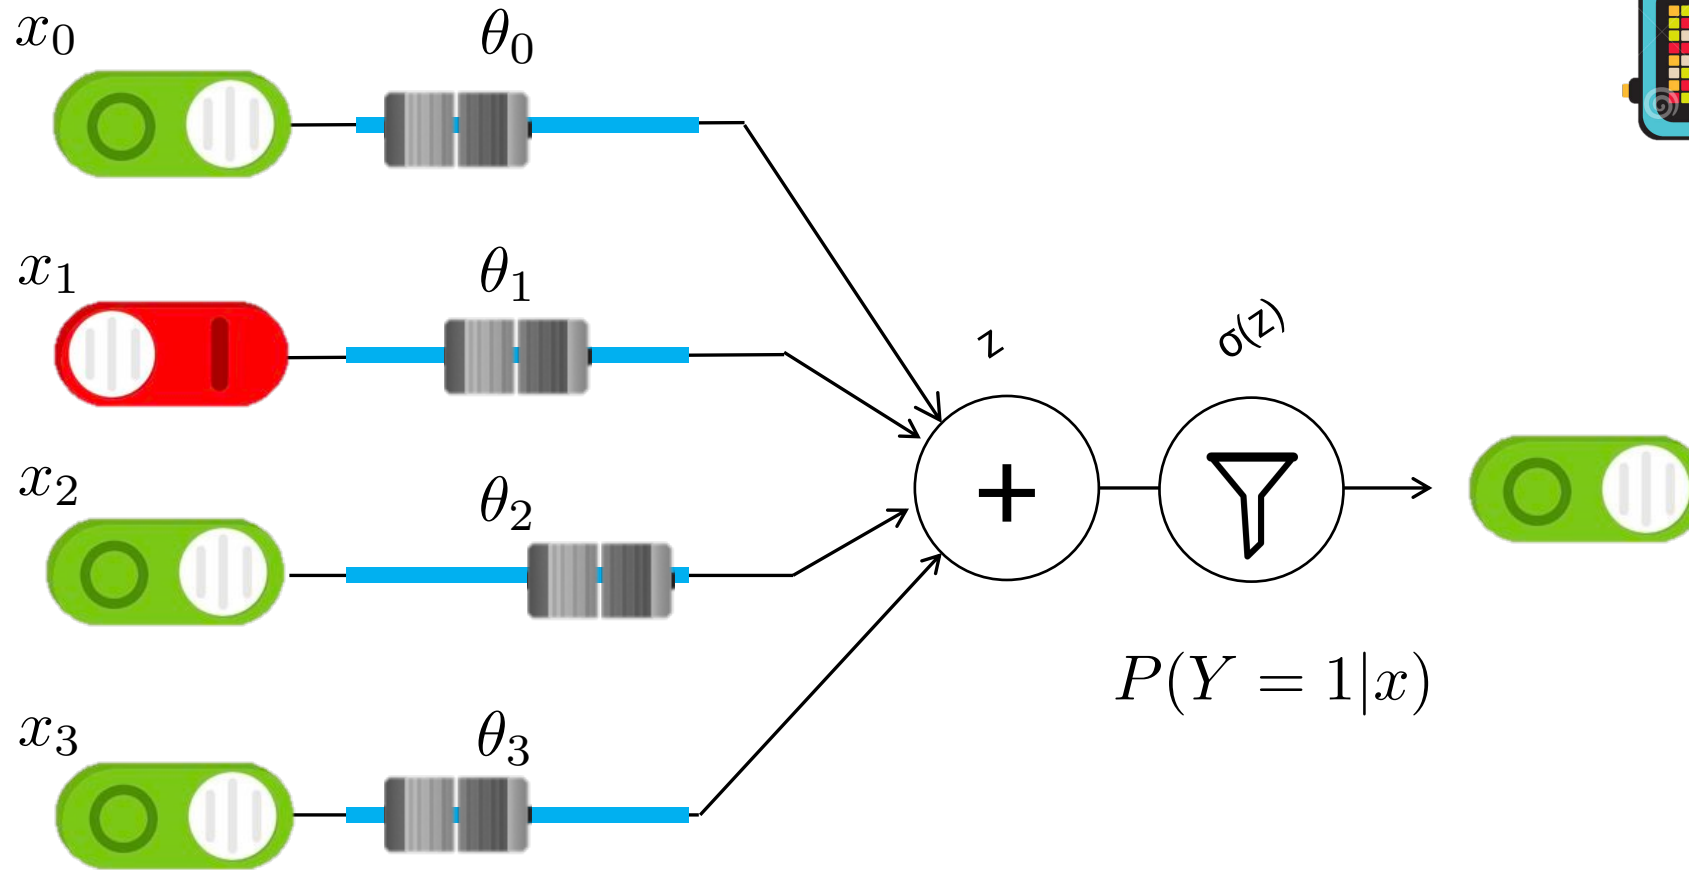 x₀
θ₀
x₁
θ₁
x₂
θ₂
x₃
θ₃
z
σ(z)
+
P(Y = 1|x)